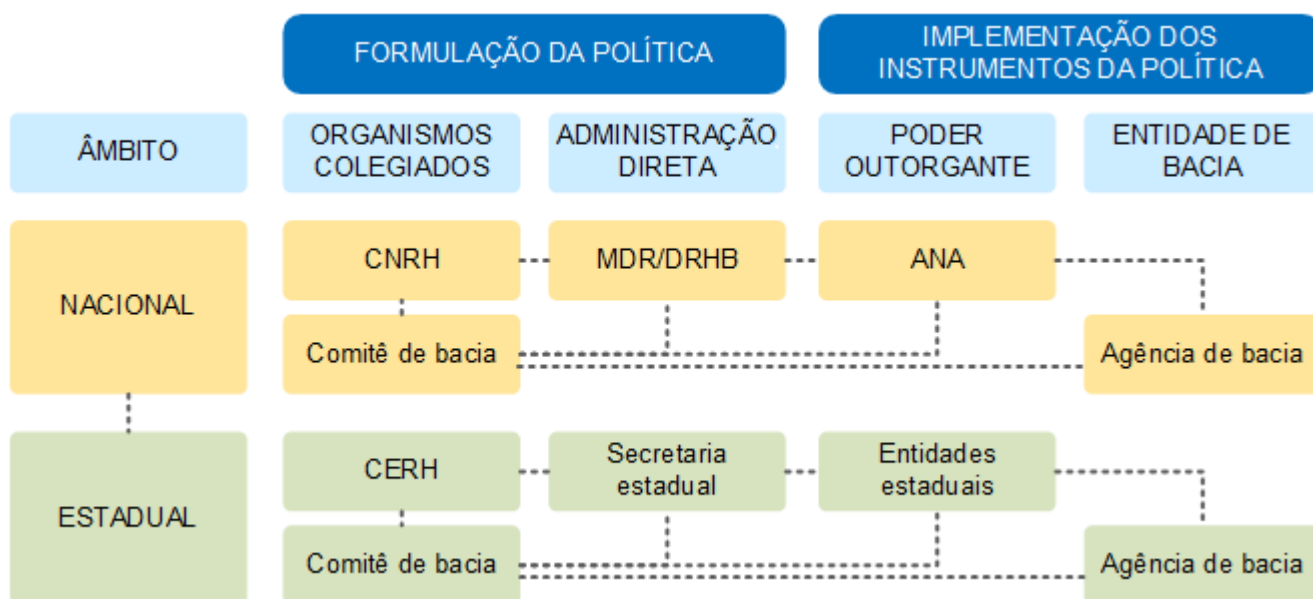 FORMULAÇÃO DA POLÍTICA
IMPLEMENTAÇÃO DOS
INSTRUMENTOS DA POLÍTICA
ÂMBITO
ORGANISMOS
COLEGIADOS
ADMINISTRAÇÃO
DIRETA
PODER
OUTORGANTE
ENTIDADE DE
BACIA
NACIONAL
CNRH
MDR/DRHB
ANA
Comitê de bacia
Agência de bacia
ESTADUAL
CERH
Secretaria
estadual
Entidades
estaduais
Comitê de bacia
Agência de bacia